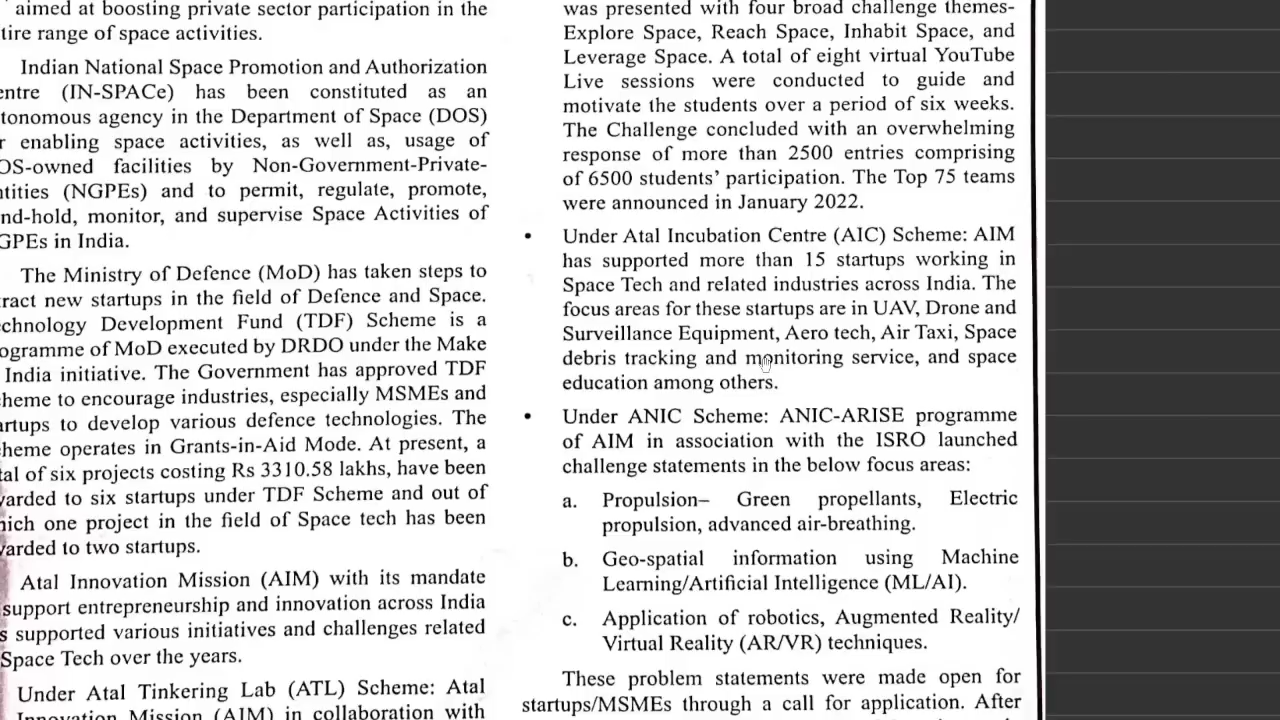 aimed at boosting private sector participation in the
tire range of space activities.
Indian National Space Promotion and Authorization
entre (IN-SPACe) has been constituted as an
tonomous agency in the Department of Space (DOS)
r enabling space activities, as well as, usage of
OS-owned facilities by Non-Government-Private-
ntities (NGPEs) and to permit, regulate, promote,
nd-hold, monitor, and supervise Space Activities of
GPEs in India.
The Ministry of Defence (MoD) has taken steps to
ract new startups in the field of Defence and Space.
chnology Development Fund (TDF) Scheme is a
ogramme of MoD executed by DRDO under the Make
India initiative. The Government has approved TDF
heme to encourage industries, especially MSMEs and
artups to develop various defence technologies. The
heme operates in Grants-in-Aid Mode. At present, a
tal of six projects costing Rs 3310.58 lakhs, have been
arded to six startups under TDF Scheme and out of
hich one project in the field of Space tech has been
arded to two startups.
Atal Innovation Mission (AIM) with its mandate
support entrepreneurship and innovation across India
s supported various initiatives and challenges related
Space Tech over the years.
Under Atal Tinkering Lab (ATL) Scheme: Atal
Innovation Mission (AIM) in collaboration with
was presented with four broad challenge themes-
Explore Space, Reach Space, Inhabit Space, and
Leverage Space. A total of eight virtual YouTube
Live sessions were conducted to guide and
motivate the students over a period of six weeks.
The Challenge concluded with an overwhelming
response of more than 2500 entries comprising
of 6500 students' participation. The Top 75 teams
were announced in January 2022.
• Under Atal Incubation Centre (AIC) Scheme: AIM
has supported more than 15 startups working in
Space Tech and related industries across India. The
focus areas for these startups are in UAV, Drone and
Surveillance Equipment, Aero tech, Air Taxi, Space
debris tracking and monitoring service, and space
education among others.
• Under ANIC Scheme: ANIC-ARISE programme
of AIM in association with the ISRO launched
challenge statements in the below focus areas:
a. Propulsion– Green propellants, Electric
propulsion, advanced air-breathing.
b. Geo-spatial information using Machine
Learning/Artificial Intelligence (ML/AI).
c. Application of robotics, Augmented Reality/
Virtual Reality (AR/VR) techniques.
These problem statements were made open for
startups/MSMEs through a call for application. After